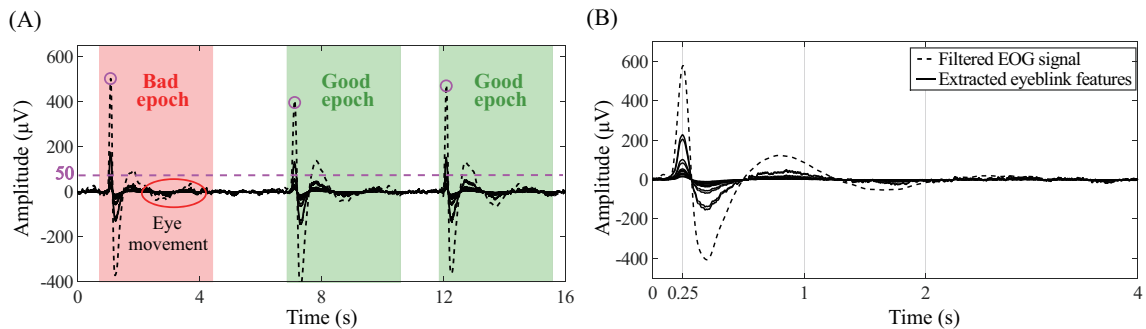 (A)
600
400
200
50
0
-200
-400
Amplitude (µV)
Bad
epoch
Good
epoch
Good
epoch
Eye
movement
0
4
8
12
16
Time (s)
(B)
600
400
200
0
-200
-400
Amplitude (µV)
Filtered EOG signal
Extracted eyeblink features
0
0.25
1
2
4
Time (s)